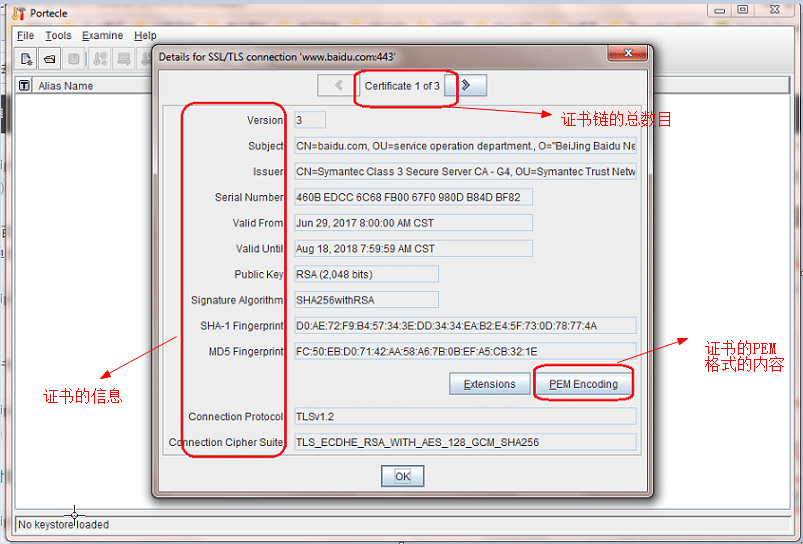 Portecle
File Tools Examine Help
Alias Name
Details for SSL/TLS connection 'www.baidu.com:443'
Certificate 1 of 3
证书链的总数目
Version 3
Subject CN=baidu.com, OU=service operation department., O="BeiJing Baidu Ne
Issuer CN=Symantec Class 3 Secure Server CA - G4, OU=Symantec Trust Netw
Serial Number 460B EDCC 6C68 FB00 67F0 980D B84D BF82
Valid From Jun 29, 2017 8:00:00 AM CST
Valid Until Aug 18, 2018 7:59:59 AM CST
Public Key RSA (2,048 bits)
Signature Algorithm SHA256withRSA
SHA-1 Fingerprint D0:AE:72:F9:B4:57:34:3E:DD:34:34:EA:B2:E4:5F:73:0D:78:77:4A
MD5 Fingerprint FC:50:EB:D0:71:42:AA:58:A6:7B:0B:EF:A5:CB:32:1E
证书的PEM
格式的内容
Extensions PEM Encoding
证书的信息
Connection Protocol TLSv1.2
Connection Cipher Suite TLS_ECDHE_RSA_WITH_AES_128_GCM_SHA256
OK
No keystore loaded